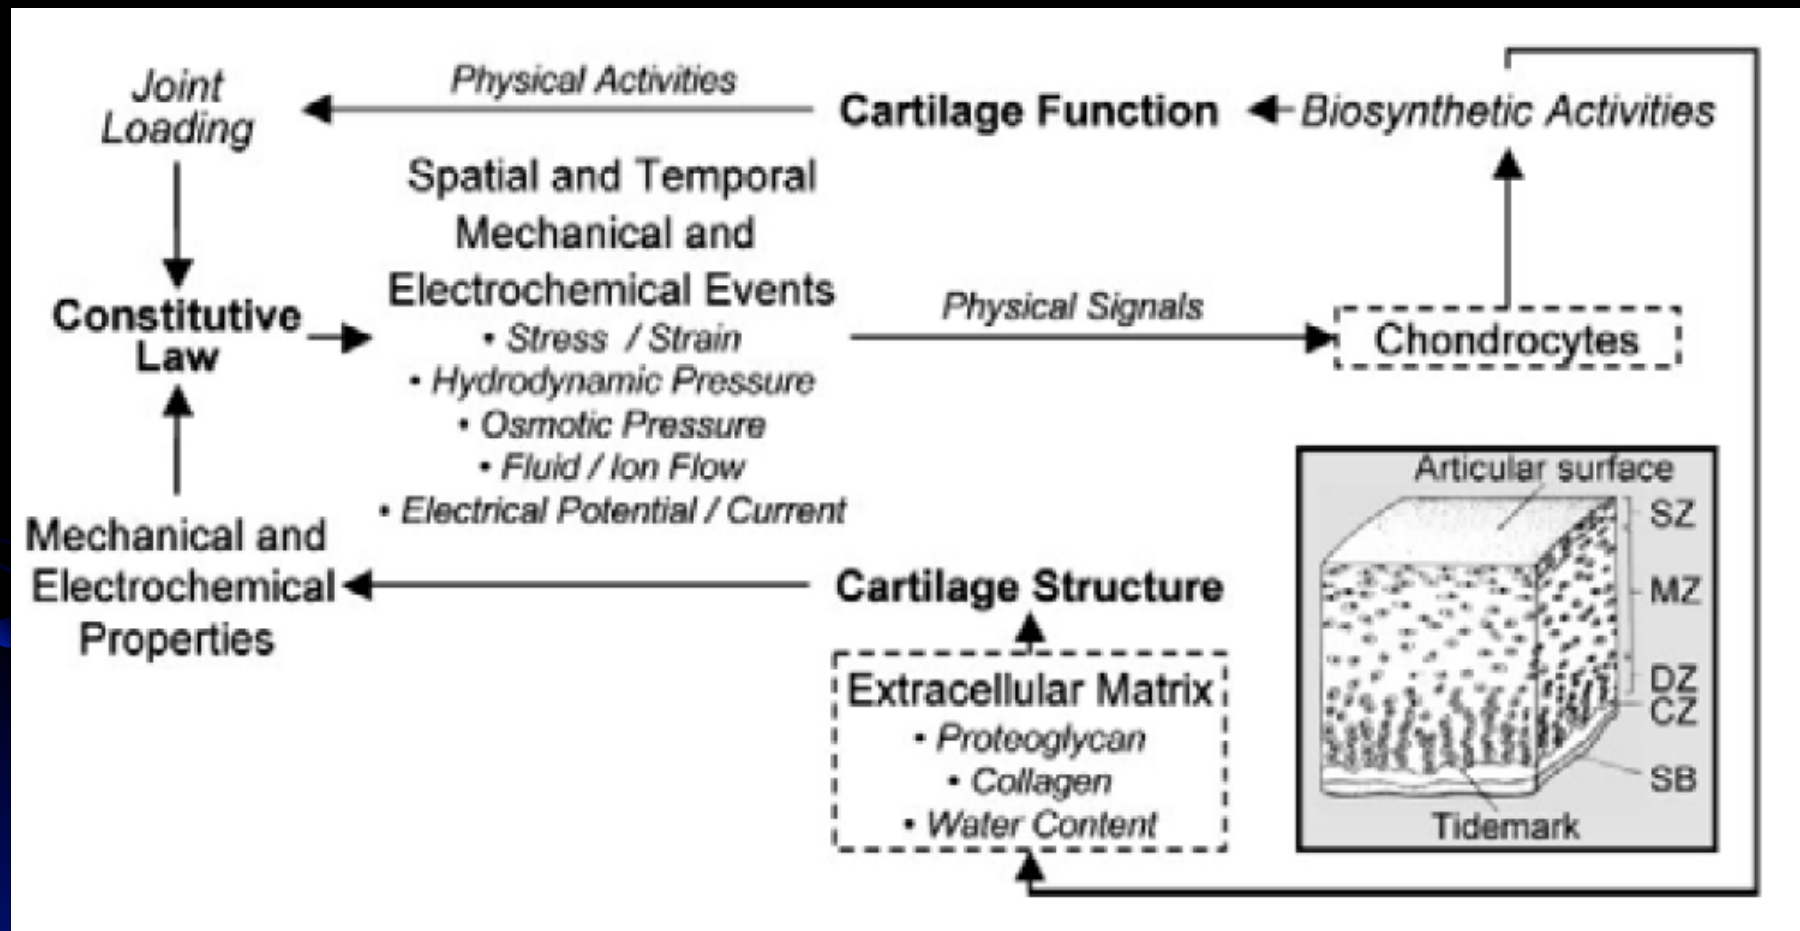 Joint
Loading
Physical Activities
Cartilage Function
Biosynthetic Activities
Spatial and Temporal
Mechanical and
Electrochemical Events
• Stress / Strain
• Hydrodynamic Pressure
• Osmotic Pressure
• Fluid / Ion Flow
• Electrical Potential / Current
Constitutive
Law
Physical Signals
Chondrocytes
Mechanical and
Electrochemical
Properties
Cartilage Structure
Extracellular Matrix
• Proteoglycan
• Collagen
• Water Content
Articular surface
SZ
MZ
DZ
CZ
SB
Tidemark